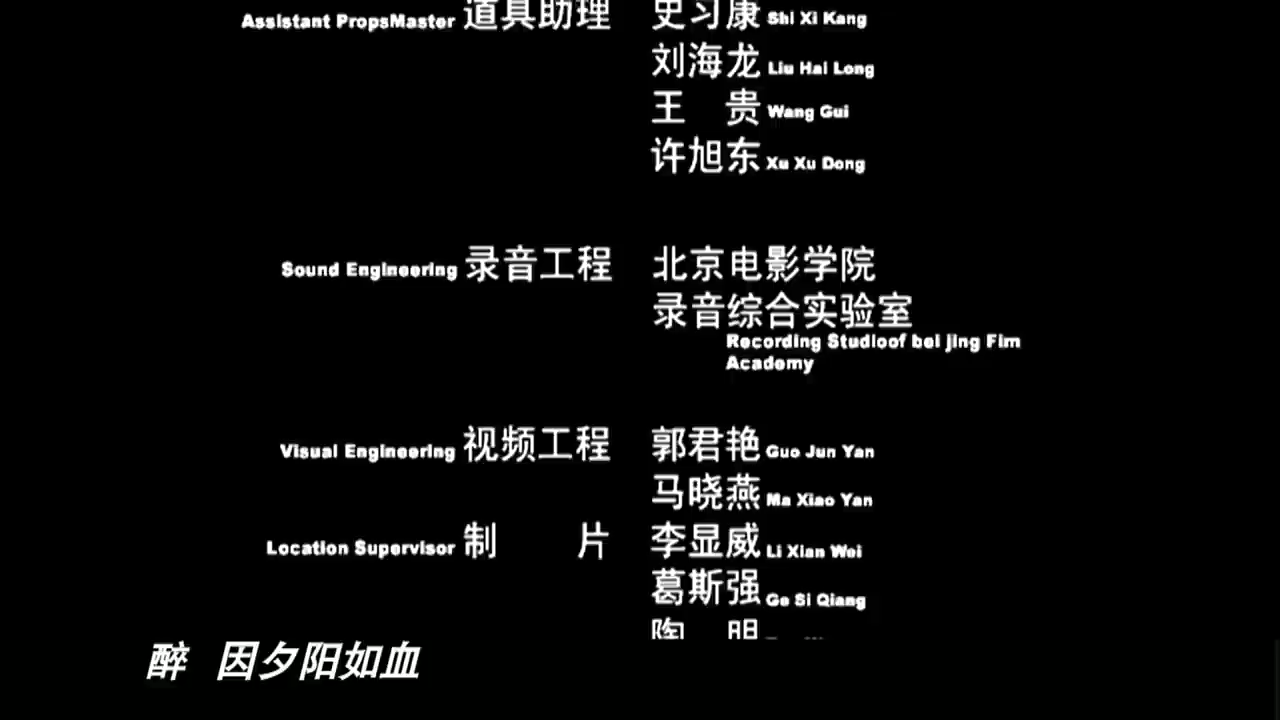 Assistant PropsMaster 道具助理 史习康 Shi Xi Kang
刘海龙 Liu Hai Long
王 贵 Wang Gui
许旭东 Xu Xu Dong
Sound Engineering 录音工程 北京电影学院
录音综合实验室
Recording Studioof bei jing Fim
Academy
Visual Engineering 视频工程 郭君艳 Guo Jun Yan
马晓燕 Ma Xiao Yan
Location Supervisor 制 片 李显威 Li Xian Wei
葛斯强 Ge Si Qiang
陶 明
醉 因夕阳如血